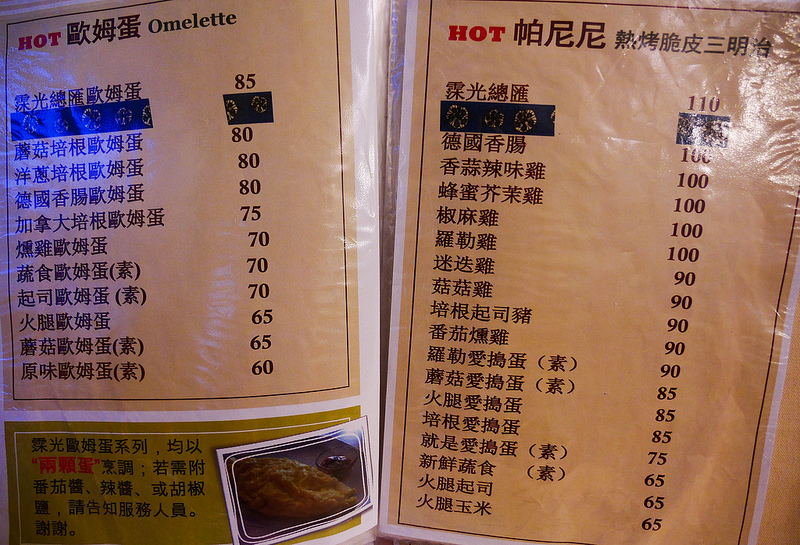 HOT 歐姆蛋 Omelette
霂光總匯歐姆蛋 85
蘑菇培根歐姆蛋 80
洋蔥培根歐姆蛋 80
德國香腸歐姆蛋 80
加拿大培根歐姆蛋 75
燻雞歐姆蛋 70
蔬食歐姆蛋(素) 70
起司歐姆蛋 (素) 70
火腿歐姆蛋 65
蘑菇歐姆蛋(素) 65
原味歐姆蛋(素) 60
霂光歐姆蛋系列，均以
“兩顆蛋”烹調；若需附
番茄醬、辣醬、或胡椒
鹽，請告知服務人員。
謝謝。
HOT 帕尼尼 熱烤脆皮三明治
霂光總匯 110
德國香腸 100
香蒜辣味雞 100
蜂蜜芥茉雞 100
椒麻雞 100
羅勒雞 100
迷迭雞 90
菇菇雞 90
培根起司豬 90
番茄燻雞 90
羅勒愛搗蛋（素） 90
蘑菇愛搗蛋（素） 85
火腿愛搗蛋 85
培根愛搗蛋 85
就是愛搗蛋（素） 75
新鮮蔬食 （素） 65
火腿起司 65
火腿玉米 65